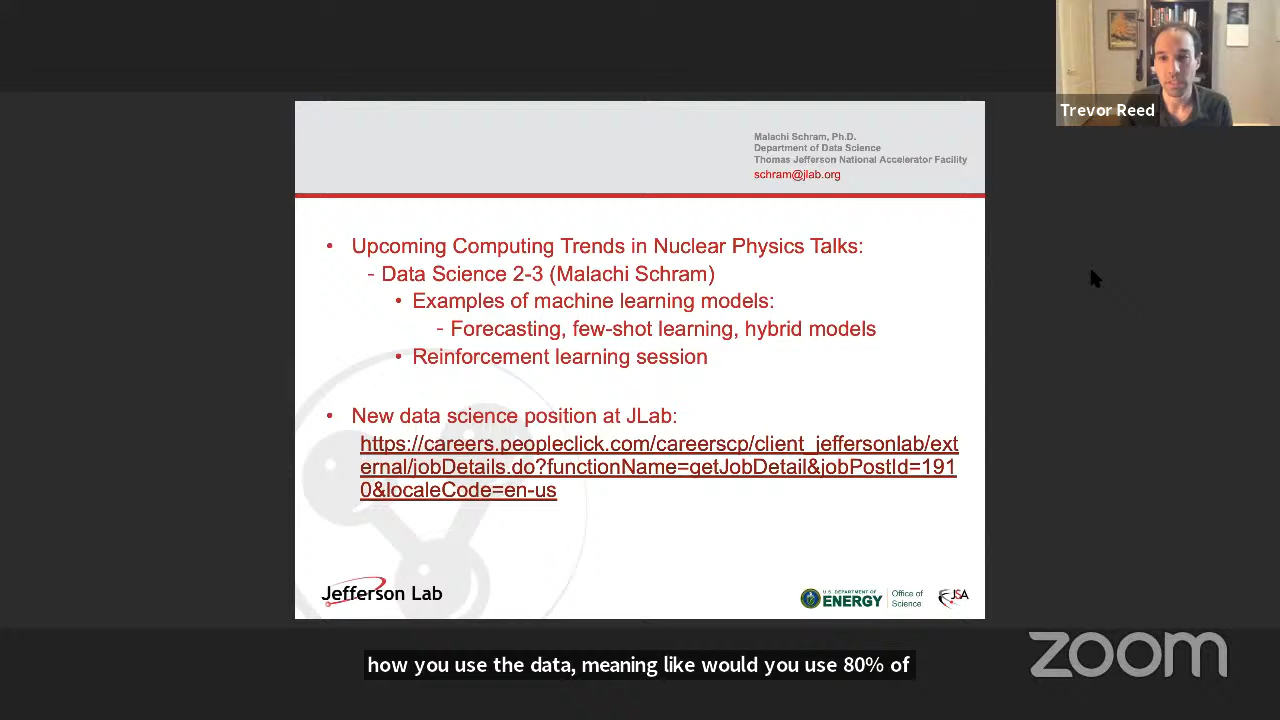 Trevor Reed
Malachi Schram, Ph.D.
Department of Data Science
Thomas Jefferson National Accelerator Facility
schram@jlab.org
• Upcoming Computing Trends in Nuclear Physics Talks:
- Data Science 2-3 (Malachi Schram)
• Examples of machine learning models:
- Forecasting, few-shot learning, hybrid models
• Reinforcement learning session
• New data science position at JLab:
https://careers.peopleclick.com/careerscp/client_jeffersonlab/ext
ernal/jobDetails.do?functionName=getJobDetail&jobPostId=191
0&localeCode=en-us
Jefferson Lab
U.S. DEPARTMENT OF
ENERGY
Office of
Science
JSA
how you use the data, meaning like would you use 80% of
zoom